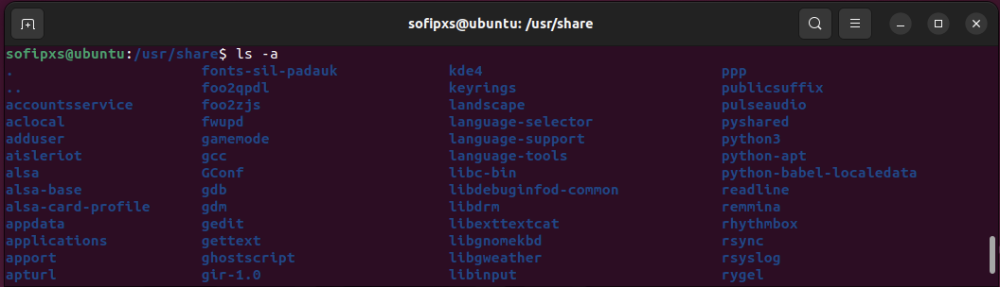 sofipxs@ubuntu: /usr/share
sofipxs@ubuntu:/usr/share$ ls -a
. fonts-sil-padauk kde4 ppp
.. foo2qpdl keyrings publicsuffix
accountsservice foo2zjs landscape pulseaudio
aclocal fwupd language-selector pyshared
adduser gamemode language-support python3
aisleriot gcc language-tools python-apt
alsa GConf libc-bin python-babel-localedata
alsa-base gdb libdebuginfod-common readline
alsa-card-profile gdm libdrm remmina
appdata gedit libexttextcat rhythmbox
applications gettext libgnomekbd rsync
apport ghostscript libgweather rsyslog
apturl gir-1.0 libinput rygel